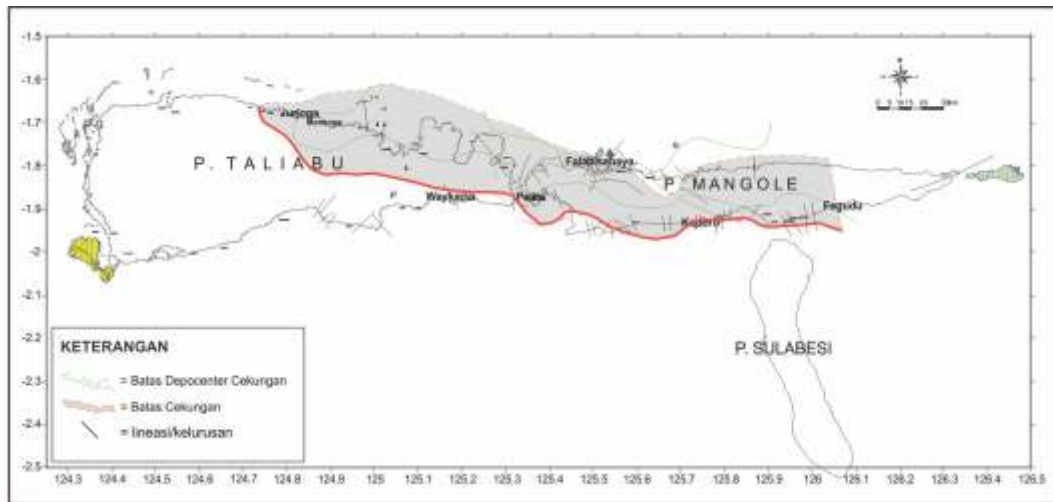 -1.5
-1.6
-1.7
-1.8
-1.9
-2
-2.1
-2.2
-2.3
-2.4
-2.5
P. TALIABU
Falabisahaya
P. MANGOLE
Waykadai
Penu
Kaporo
Fagudu
P. SULABESI
KETERANGAN
= Batas Depocenter Cekungan
= Batas Cekungan
= lineasi/kelurusan
124.3 124.4 124.5 124.6 124.7 124.8 124.9 125 125.1 125.2 125.3 125.4 125.5 125.6 125.7 125.8 125.9 126 126.1 126.2 126.3 126.4 126.5